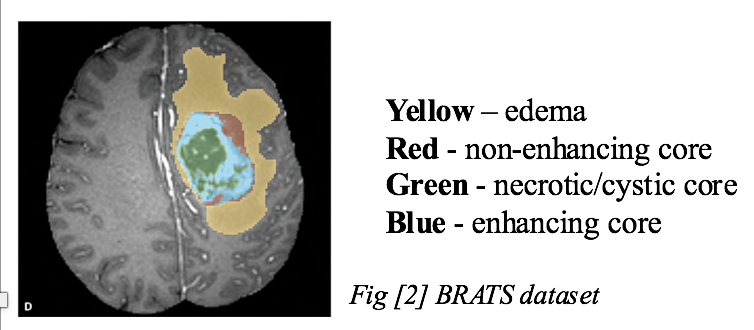 Yellow – edema
Red - non-enhancing core
Green - necrotic/cystic core
Blue - enhancing core
D
Fig [2] BRATS dataset